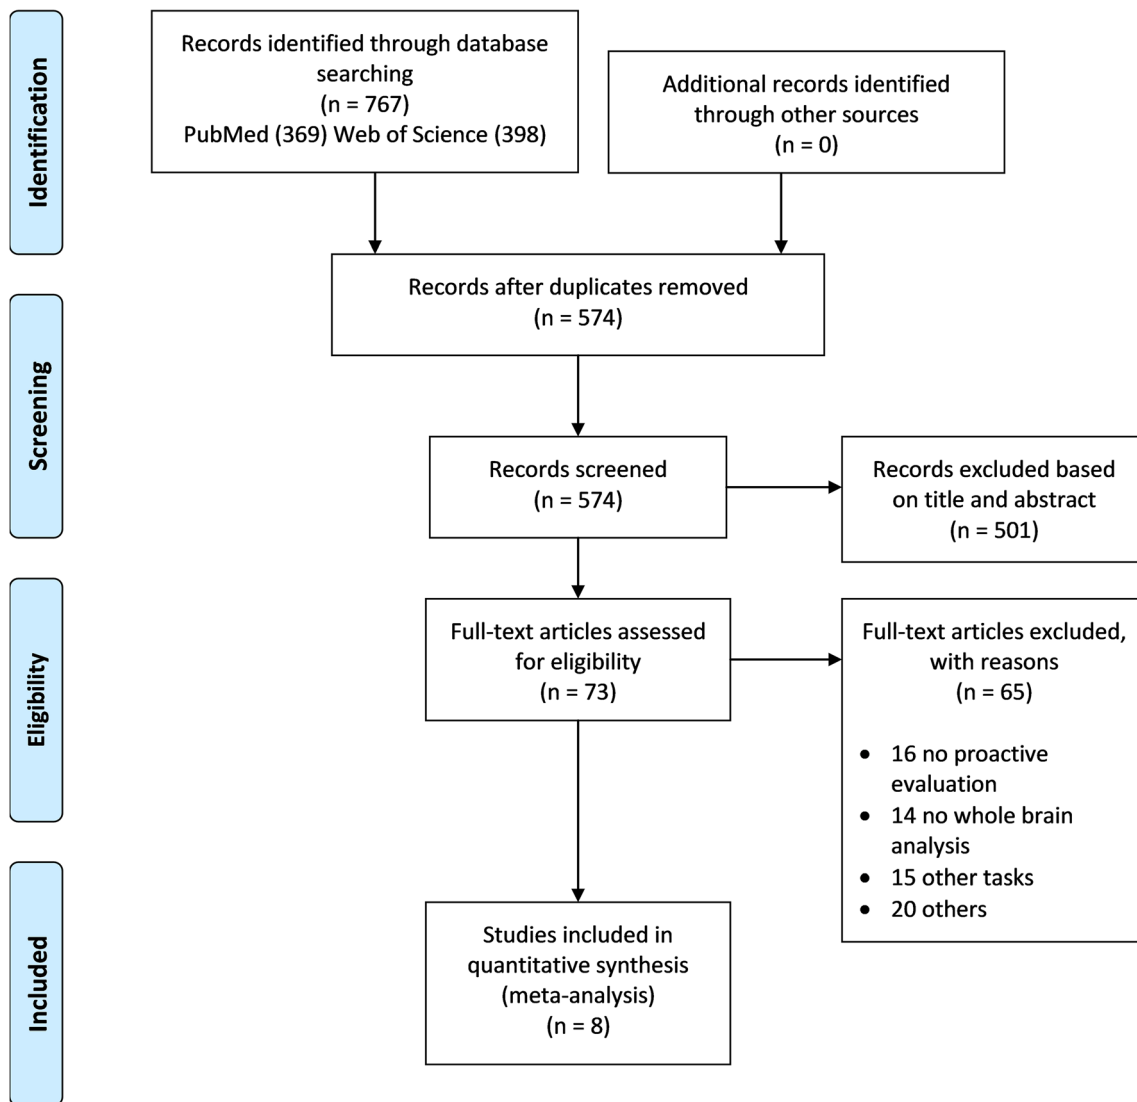 Identification
Records identified through database
searching
(n = 767)
PubMed (369) Web of Science (398)
Additional records identified
through other sources
(n = 0)
Records after duplicates removed
(n = 574)
Screening
Records screened
(n = 574)
Records excluded based
on title and abstract
(n = 501)
Eligibility
Full-text articles assessed
for eligibility
(n = 73)
Full-text articles excluded,
with reasons
(n = 65)
• 16 no proactive
evaluation
• 14 no whole brain
analysis
• 15 other tasks
• 20 others
Included
Studies included in
quantitative synthesis
(meta-analysis)
(n = 8)